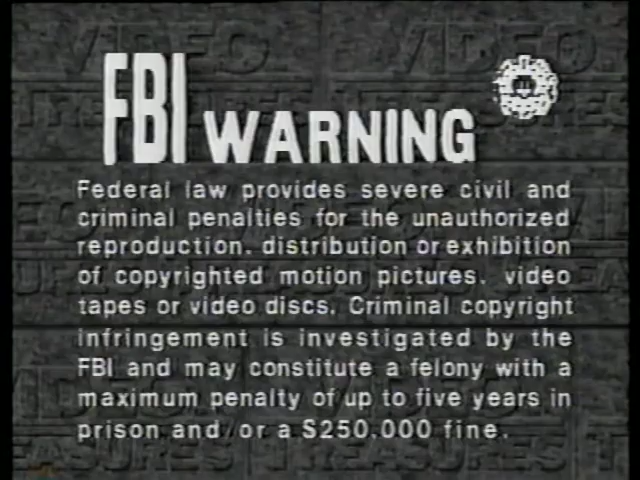 FBI WARNING
Federal law provides severe civil and
criminal penalties for the unauthorized
reproduction. distribution or exhibition
of copyrighted motion pictures. video
tapes or video discs. Criminal copyright
infringement is investigated by the
FBI and may constitute a felony with a
maximum penalty of up to five years in
prison and/or a $250.000 fine.
VIDEO
TREASURES